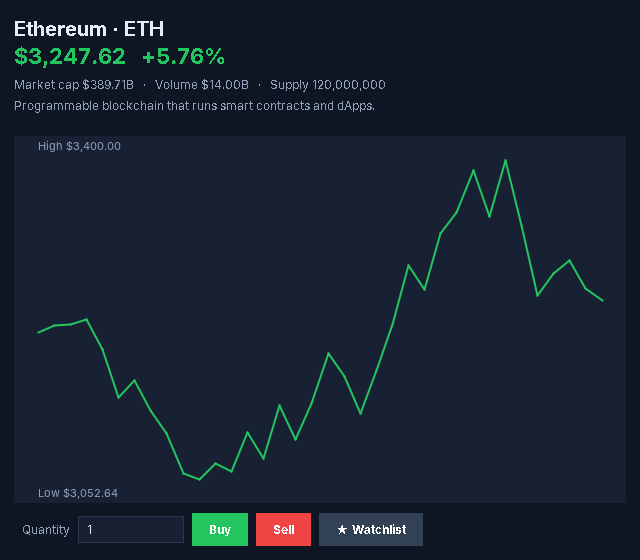 Ethereum · ETH
$3,247.62 +5.76%
Market cap $389.71B · Volume $14.00B · Supply 120,000,000
Programmable blockchain that runs smart contracts and dApps.
High $3,400.00
Low $3,052.64
Quantity 1 Buy Sell ★ Watchlist